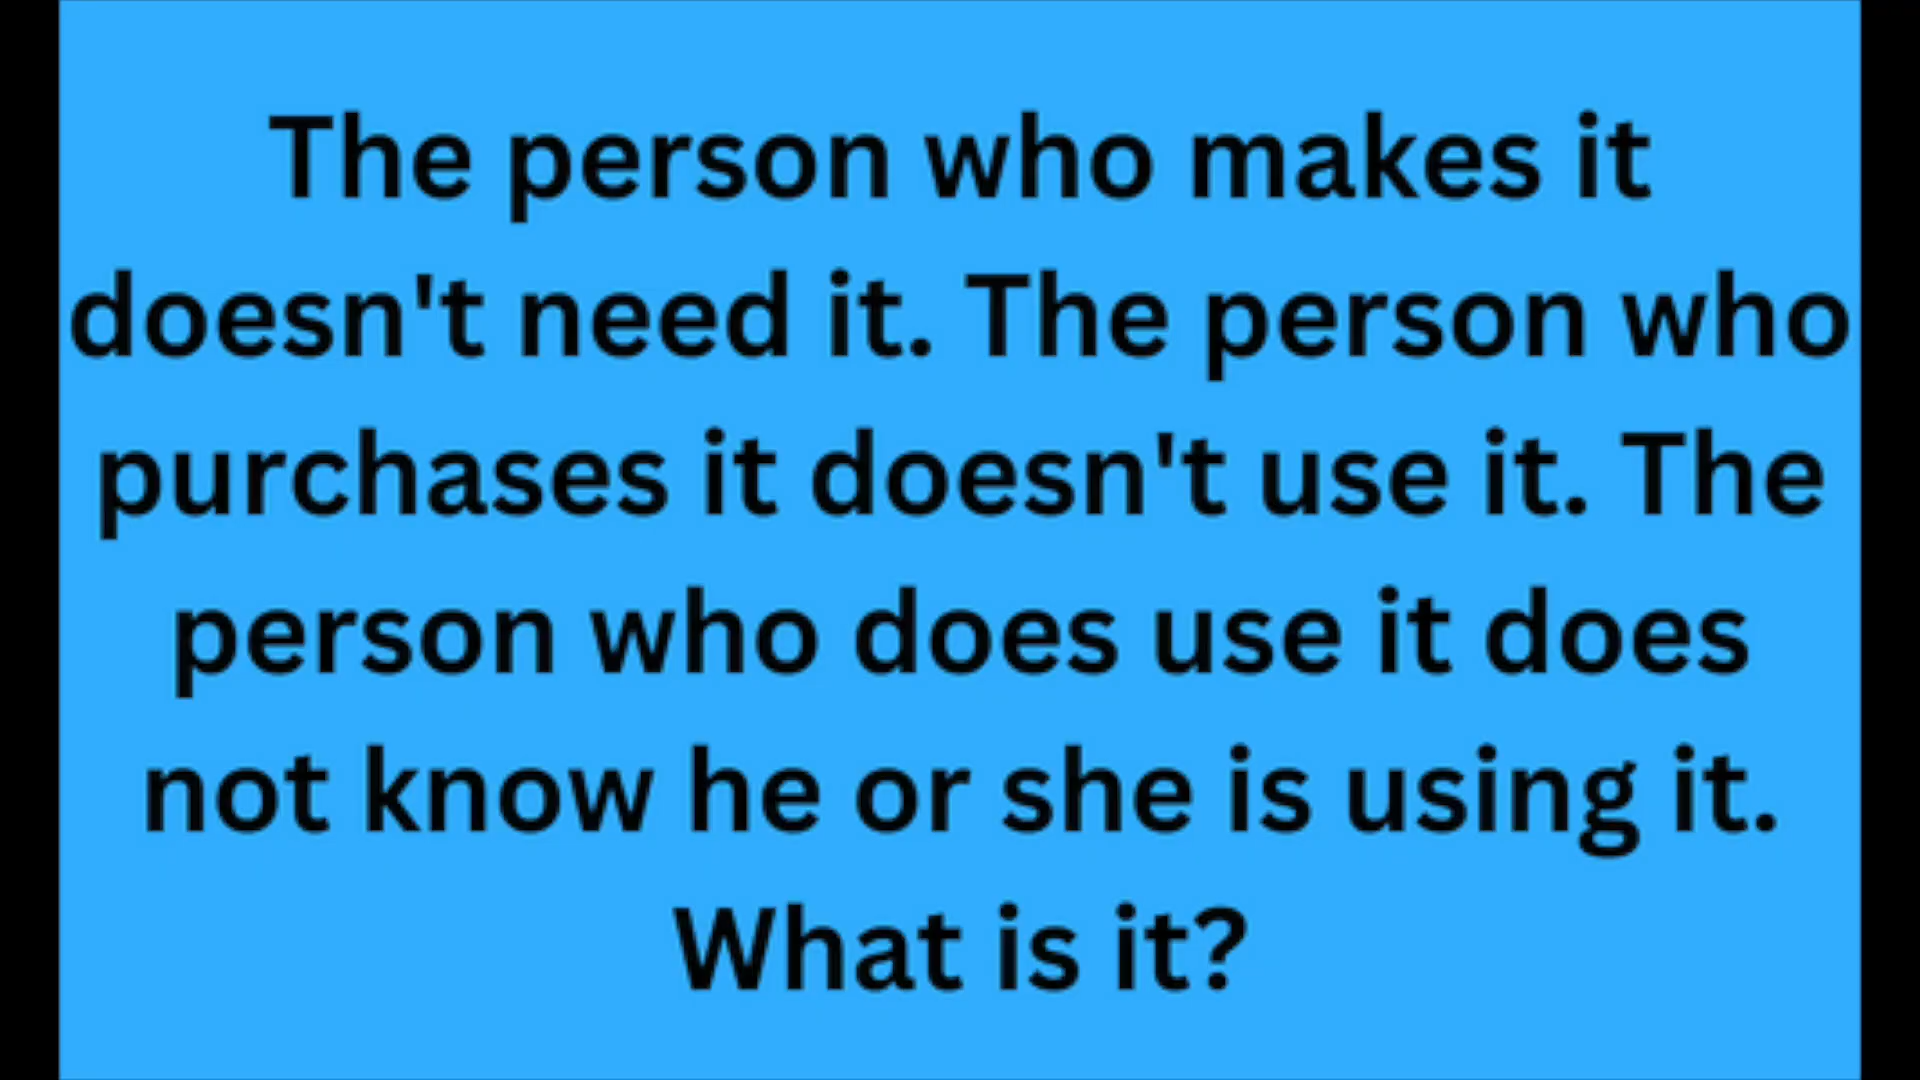 The person who makes it
doesn't need it. The person who
purchases it doesn't use it. The
person who does use it does
not know he or she is using it.
What is it?